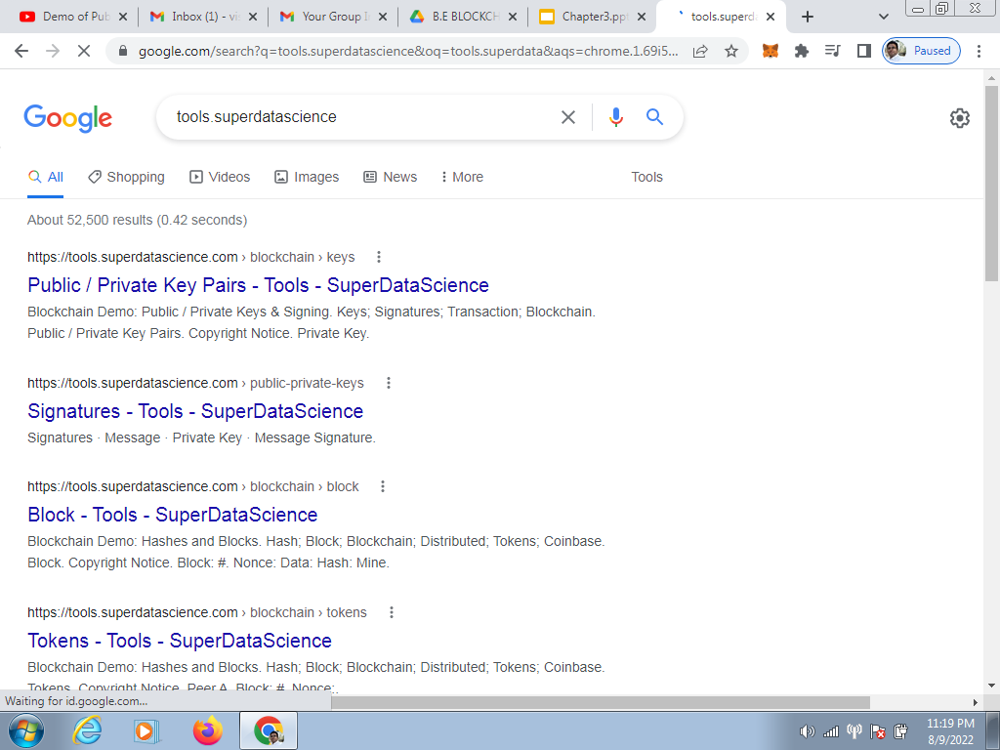 Demo of Pub
Inbox (1) - vi
Your Group I
B.E BLOCKCH
Chapter3.ppt
tools.superda
google.com/search?q=tools.superdatascience&oq=tools.superdata&aqs=chrome.1.69i5...
Paused
Google
tools.superdatascience
All
Shopping
Videos
Images
News
More
Tools
About 52,500 results (0.42 seconds)
https://tools.superdatascience.com › blockchain › keys
Public / Private Key Pairs - Tools - SuperDataScience
Blockchain Demo: Public / Private Keys & Signing. Keys; Signatures; Transaction; Blockchain.
Public / Private Key Pairs. Copyright Notice. Private Key.
https://tools.superdatascience.com › public-private-keys
Signatures - Tools - SuperDataScience
Signatures · Message · Private Key · Message Signature.
https://tools.superdatascience.com › blockchain › block
Block - Tools - SuperDataScience
Blockchain Demo: Hashes and Blocks. Hash; Block; Blockchain; Distributed; Tokens; Coinbase.
Block. Copyright Notice. Block: #. Nonce: Data: Hash: Mine.
https://tools.superdatascience.com › blockchain › tokens
Tokens - Tools - SuperDataScience
Blockchain Demo: Hashes and Blocks. Hash; Block; Blockchain; Distributed; Tokens; Coinbase.
Tokens. Copyright Notice. Peer A. Block: #. Nonce:.
Waiting for id.google.com...
11:19 PM
8/9/2022